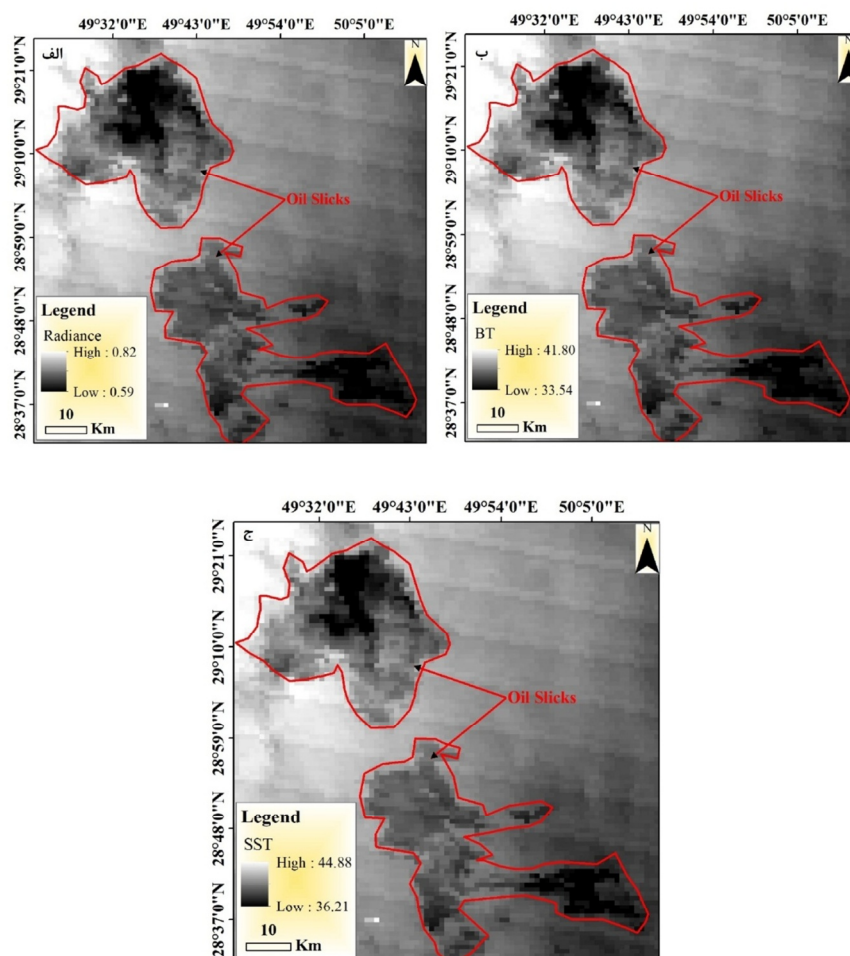 49°32'0"E 49°43'0"E 49°54'0"E 50°5'0"E
الف
N
29°21'0"N
29°10'0"N
28°59'0"N
28°48'0"N
28°37'0"N
Oil Slicks
Legend
Radiance
High : 0.82
Low : 0.59
10
Km
49°32'0"E 49°43'0"E 49°54'0"E 50°5'0"E
ب
N
29°21'0"N
29°10'0"N
28°59'0"N
28°48'0"N
28°37'0"N
Oil Slicks
Legend
BT
High : 41.80
Low : 33.54
10
Km
49°32'0"E 49°43'0"E 49°54'0"E 50°5'0"E
ج
N
29°21'0"N
29°10'0"N
28°59'0"N
28°48'0"N
28°37'0"N
Oil Slicks
Legend
SST
High : 44.88
Low : 36.21
10
Km